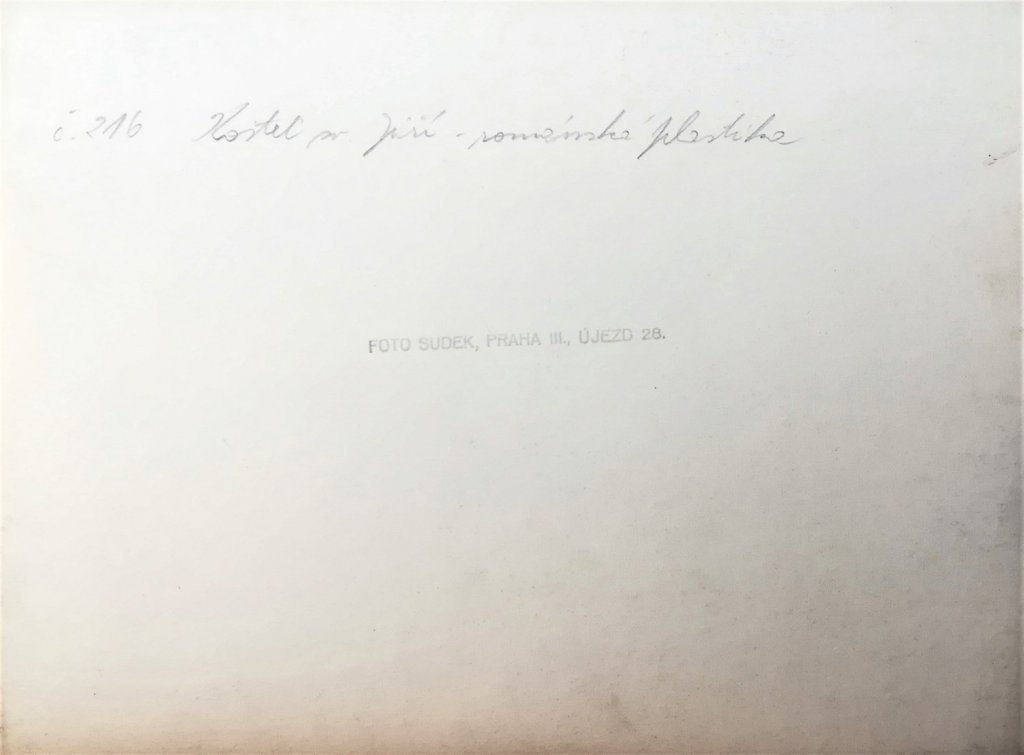 č. 216 Kostel sv. Jiří - románská plastika
FOTO SUDEK, PRAHA III., ÚJEZD 28.